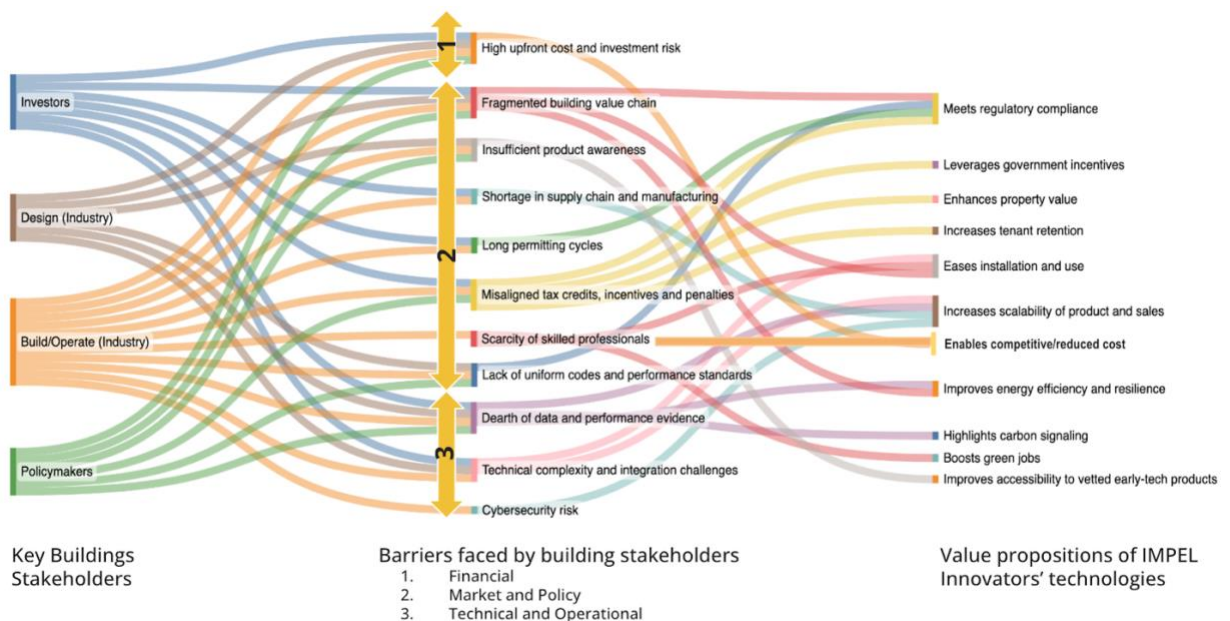 Investors
Design (Industry)
Build/Operate (Industry)
Policymakers
1
2
3
High upfront cost and investment risk
Fragmented building value chain
Insufficient product awareness
Shortage in supply chain and manufacturing
Long permitting cycles
Misaligned tax credits, incentives and penalties
Scarcity of skilled professionals
Lack of uniform codes and performance standards
Dearth of data and performance evidence
Technical complexity and integration challenges
Cybersecurity risk
Meets regulatory compliance
Leverages government incentives
Enhances property value
Increases tenant retention
Eases installation and use
Increases scalability of product and sales
Enables competitive/reduced cost
Improves energy efficiency and resilience
Highlights carbon signaling
Boosts green jobs
Improves accessibility to vetted early-tech products
Key Buildings
Stakeholders
Barriers faced by building stakeholders
1. Financial
2. Market and Policy
3. Technical and Operational
Value propositions of IMPEL
Innovators' technologies